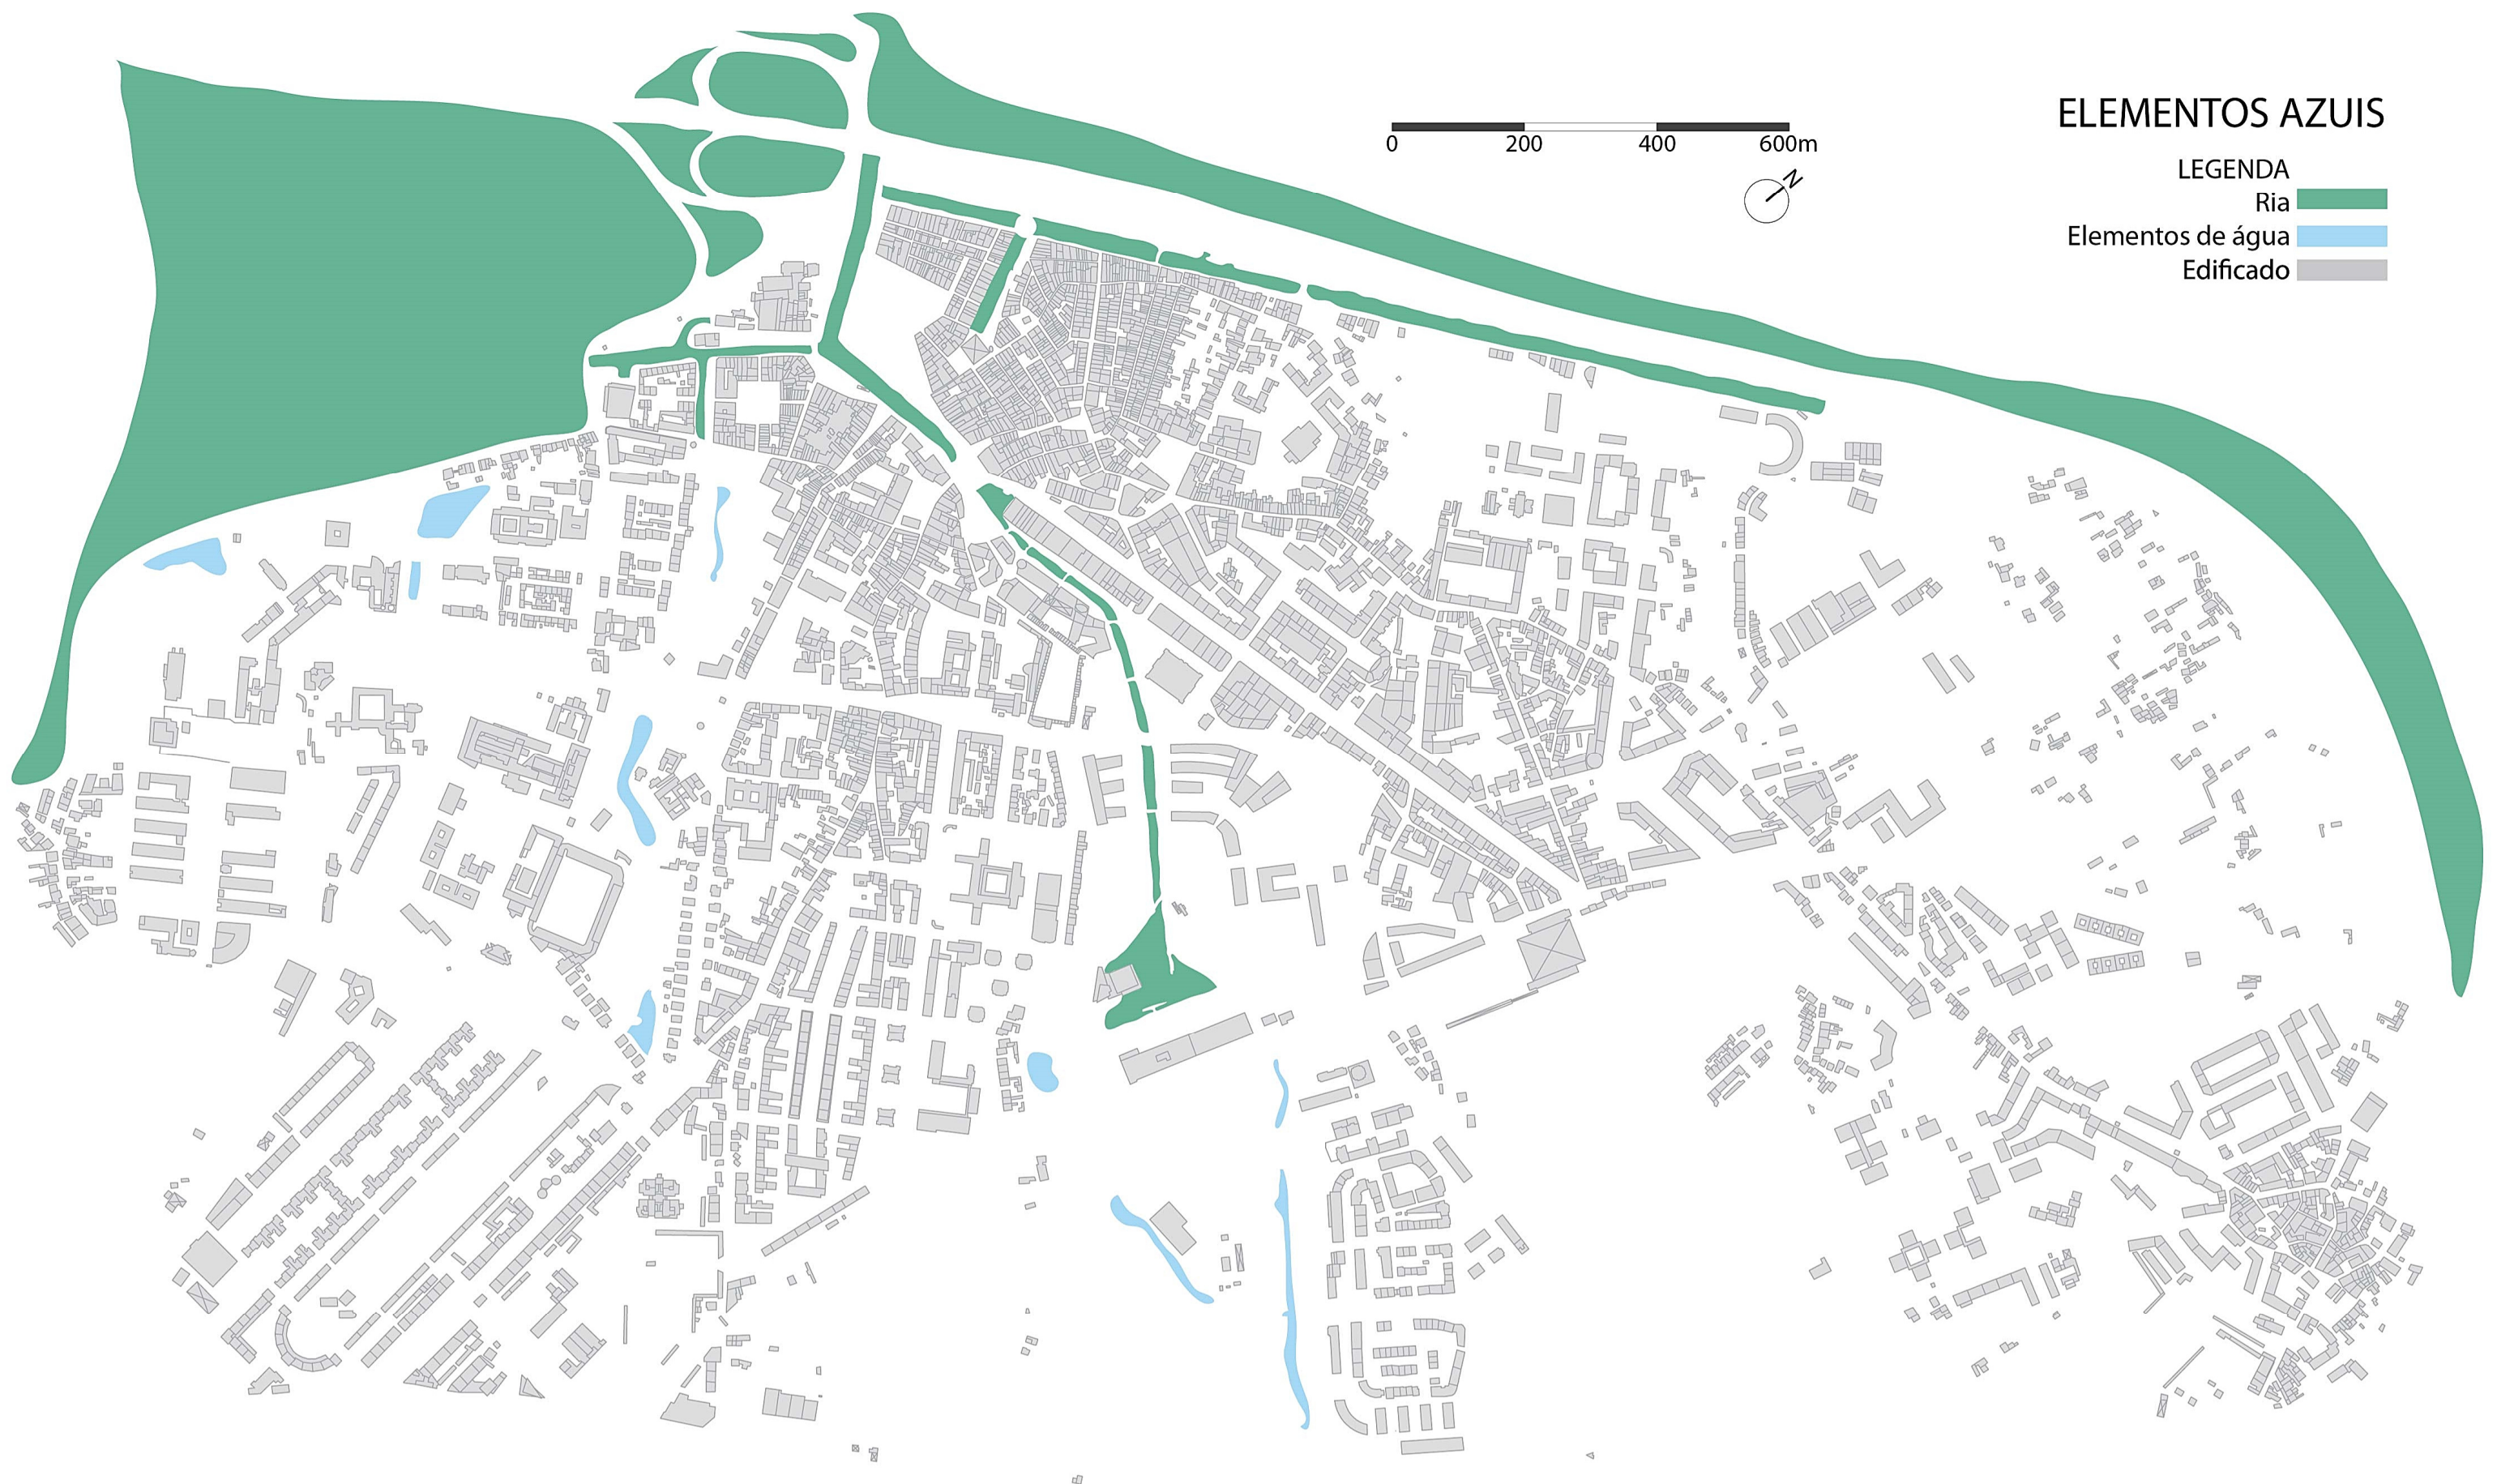 ELEMENTOS AZUIS
LEGENDA
Ria
Elementos de água
Edificado
0 200 400 600m
N